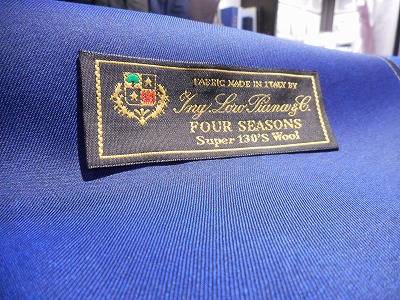 FABRIC MADE IN ITALY BY
Ing. Loro Piana & C.
FOUR SEASONS
Super 130'S Wool